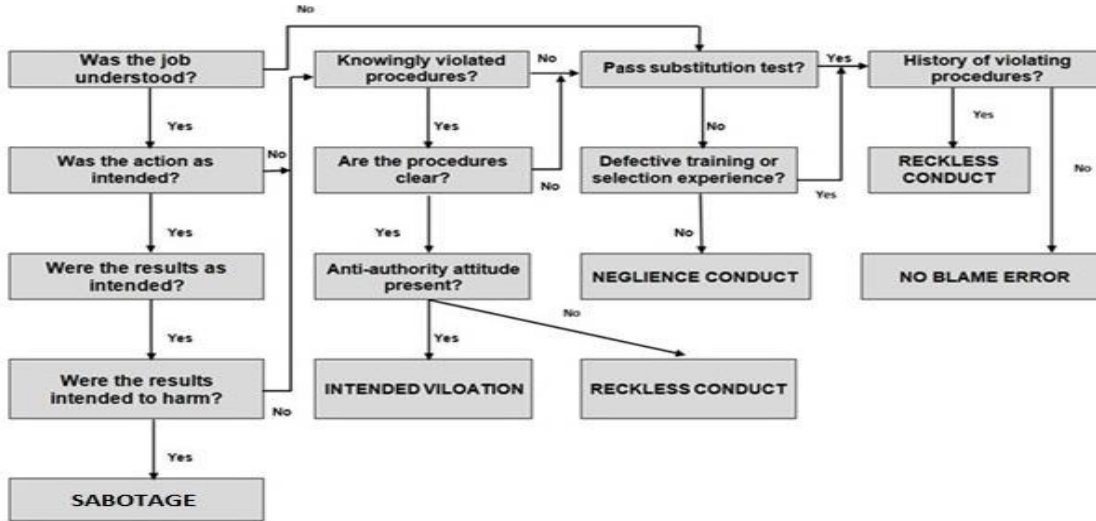 No
Was the job
understood?
Knowingly violated
procedures?
No
Pass substitution test?
Yes
History of violating
procedures?
Yes
Yes
No
Yes
Was the action as
intended?
No
Are the procedures
clear?
No
Defective training or
selection experience?
Yes
RECKLESS
CONDUCT
No
Yes
Yes
No
Were the results as
intended?
Anti-authority attitude
present?
NEGLIENCE CONDUCT
NO BLAME ERROR
Yes
Yes
No
Were the results
intended to harm?
No
INTENDED VILOATION
RECKLESS CONDUCT
Yes
SABOTAGE